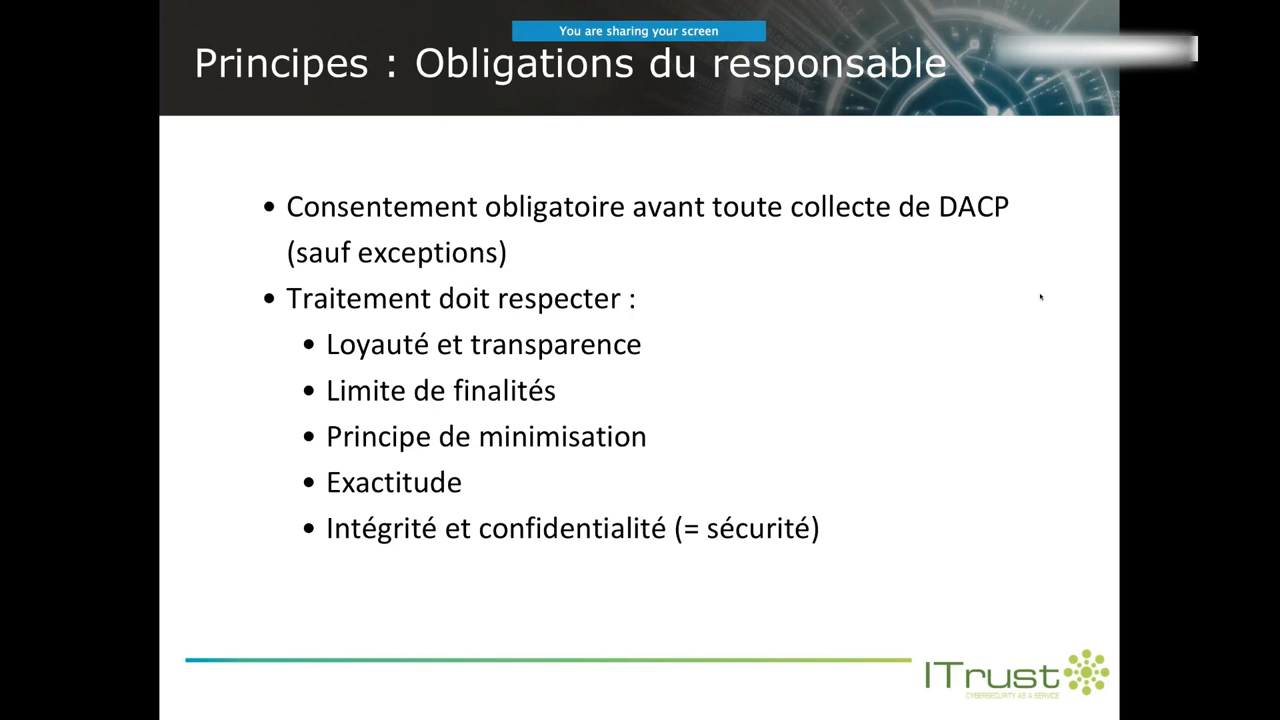 You are sharing your screen
Principes : Obligations du responsable
• Consentement obligatoire avant toute collecte de DACP
(sauf exceptions)
• Traitement doit respecter :
• Loyauté et transparence
• Limite de finalités
• Principe de minimisation
• Exactitude
• Intégrité et confidentialité (= sécurité)
ITrust
CYBERSECURITY AS A SERVICE